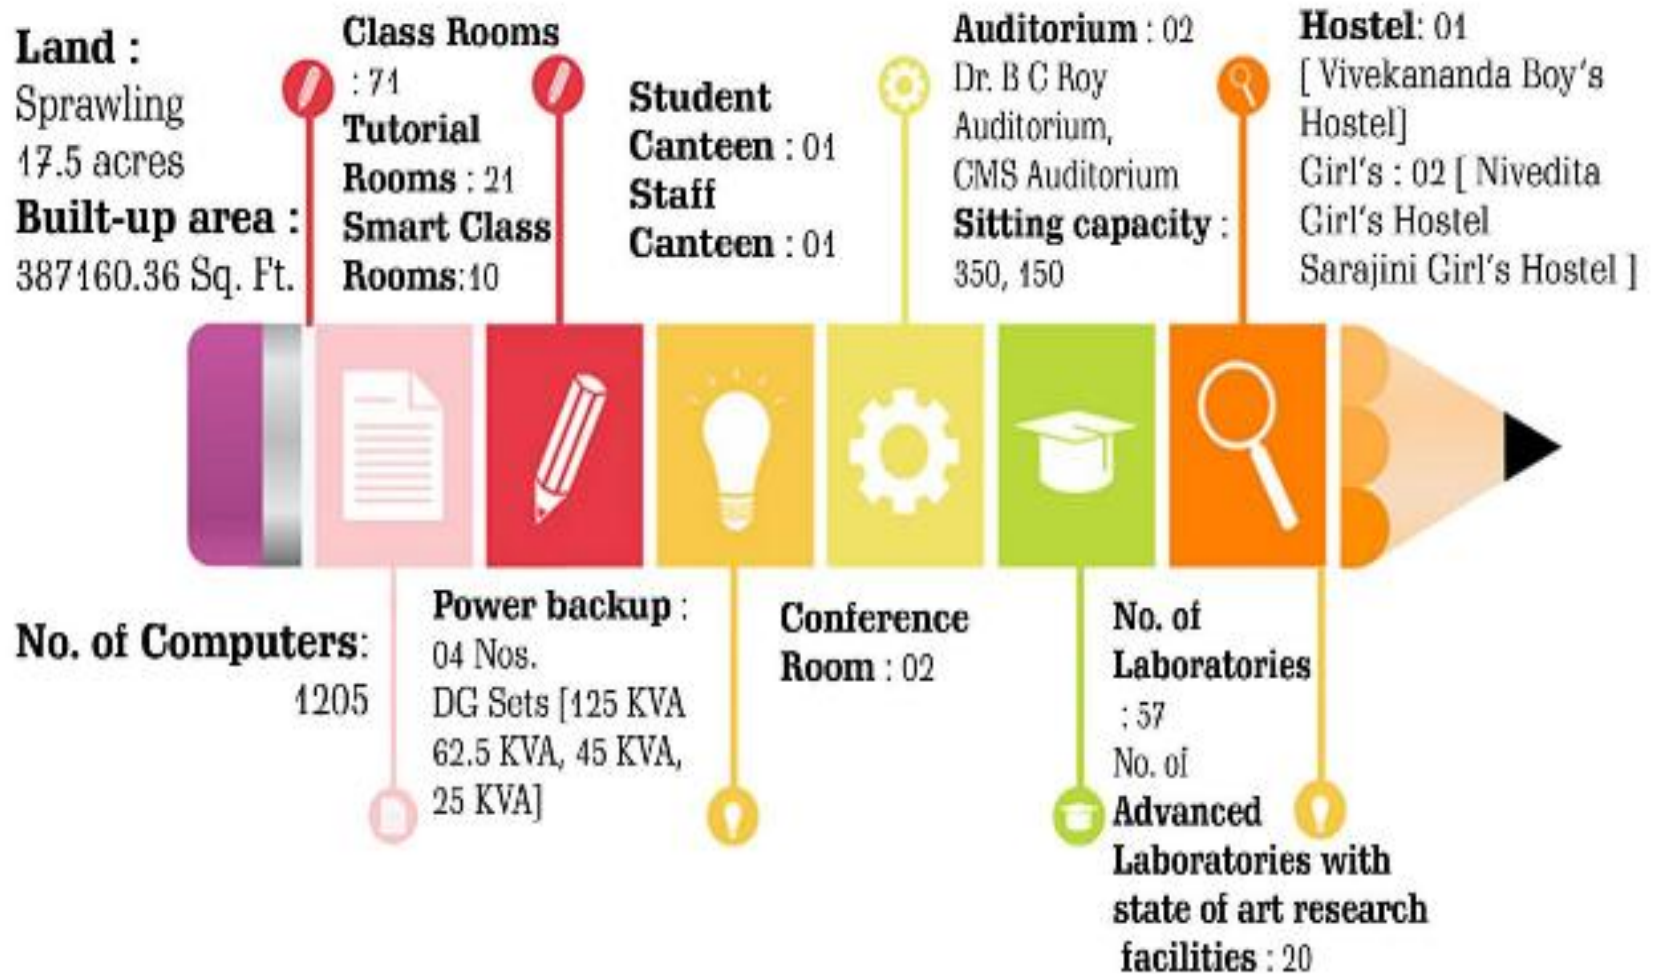 Land :
Sprawling
17.5 acres
Built-up area :
387160.36 Sq. Ft.
Class Rooms
: 71
Tutorial
Rooms : 21
Smart Class
Rooms:10
Student
Canteen : 01
Staff
Canteen : 01
Auditorium : 02
Dr. B C Roy
Auditorium,
CMS Auditorium
Sitting capacity :
350, 150
Hostel: 01
[ Vivekananda Boy's
Hostel]
Girl's : 02 [ Nivedita
Girl's Hostel
Sarajini Girl's Hostel ]
No. of Computers:
1205
Power backup :
04 Nos.
DG Sets [125 KVA
62.5 KVA, 45 KVA,
25 KVA]
Conference
Room : 02
No. of
Laboratories
: 57
No. of
Advanced
Laboratories with
state of art research
facilities : 20